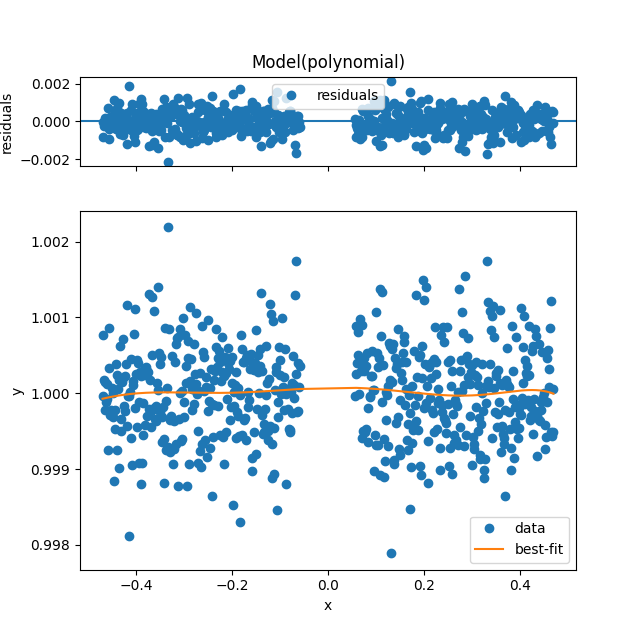 Model(polynomial)
0.002
0.000
−0.002
residuals
residuals
1.002
1.001
1.000
0.999
0.998
y
data
best-fit
−0.4 −0.2 0.0 0.2 0.4
x